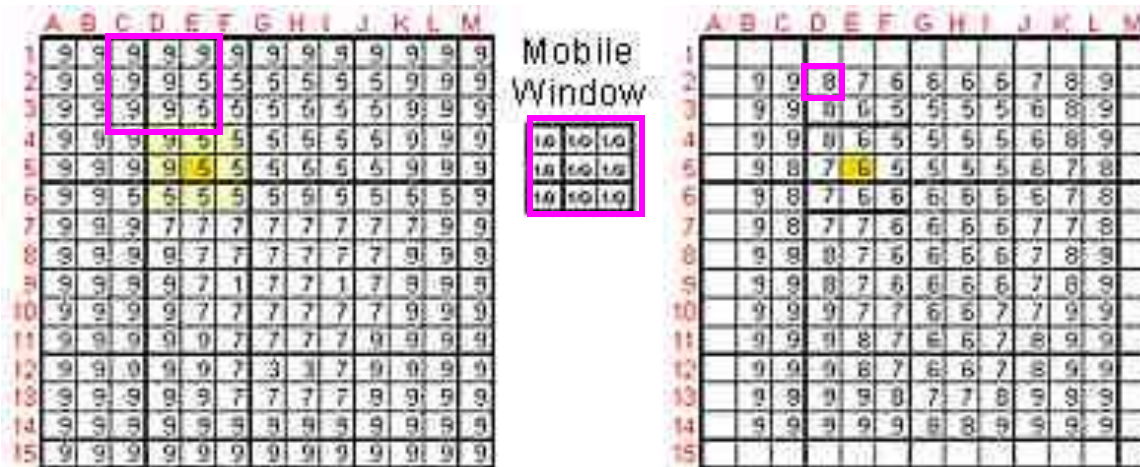 A B C D E F G H I J K L M
1 9 9 9 9 9 9 9 9 9 9 9 9 9
2 9 9 9 9 5 5 5 5 5 5 9 9 9
3 9 9 9 9 5 5 5 5 5 5 9 9 9
4 9 9 9 9 5 5 5 5 5 5 9 9 9
5 9 9 9 9 5 5 5 5 5 5 9 9 9
6 9 9 5 5 5 5 5 5 5 5 5 5 9
7 9 9 9 7 7 7 7 7 7 7 7 9 9
8 9 9 9 9 7 7 7 7 7 7 9 9 9
9 9 9 9 9 7 1 7 7 1 7 9 9 9
10 9 9 9 9 7 7 7 7 7 7 9 9 9
11 9 9 9 9 9 7 7 7 7 9 9 9 9
12 9 9 9 9 9 7 3 3 7 9 9 9 9
13 9 9 9 9 9 7 7 7 7 9 9 9 9
14 9 9 9 9 9 9 9 9 9 9 9 9 9
15 9 9 9 9 9 9 9 9 9 9 9 9 9
Mobile
Window
A B C D E F G H I J K L M
1
2 9 9 8 7 6 6 6 6 7 8 9
3 9 9 8 6 5 5 5 5 6 8 9
4 9 9 8 6 5 5 5 5 6 8 9
5 9 8 7 6 5 5 5 5 6 7 8
6 9 8 7 6 6 6 6 6 6 7 8
7 9 8 7 7 6 6 6 6 7 7 8
8 9 9 8 7 6 6 6 6 7 8 9
9 9 9 8 7 6 6 6 6 7 8 9
10 9 9 9 7 7 6 6 7 7 9 9
11 9 9 9 8 7 6 6 7 8 9 9
12 9 9 9 8 7 6 6 7 8 9 9
13 9 9 9 9 8 7 7 8 9 9 9
14 9 9 9 9 9 8 8 9 9 9 9
15